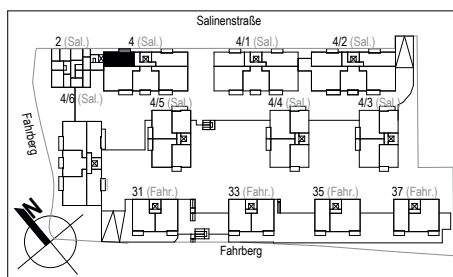 Salinenstraße
2 (Sal.) 4 (Sal.) 4/1 (Sal.) 4/2 (Sal.)
4/6 (Sal.) 4/5 (Sal.) 4/4 (Sal.) 4/3 (Sal.)
Fahrberg
31 (Fahr.) 33 (Fahr.) 35 (Fahr.) 37 (Fahr.)
N
Fahrberg